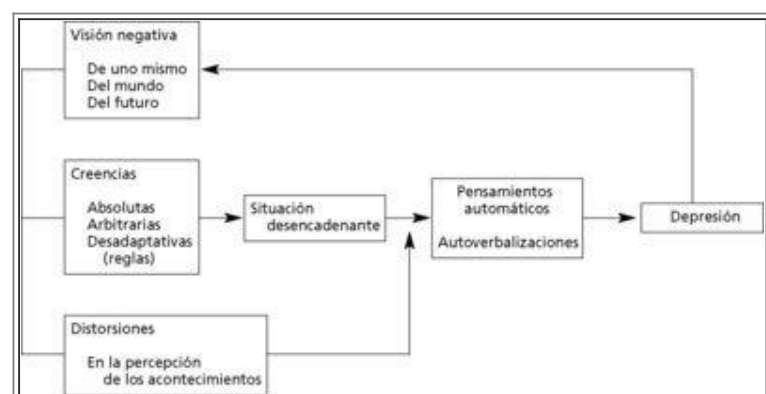 Visión negativa
De uno mismo
Del mundo
Del futuro
Creencias
Absolutas
Arbitrarias
Desadaptativas
(reglas)
Situación
desencadenante
Pensamientos
automáticos
Autoverbalizaciones
Depresión
Distorsiones
En la percepción
de los acontecimientos